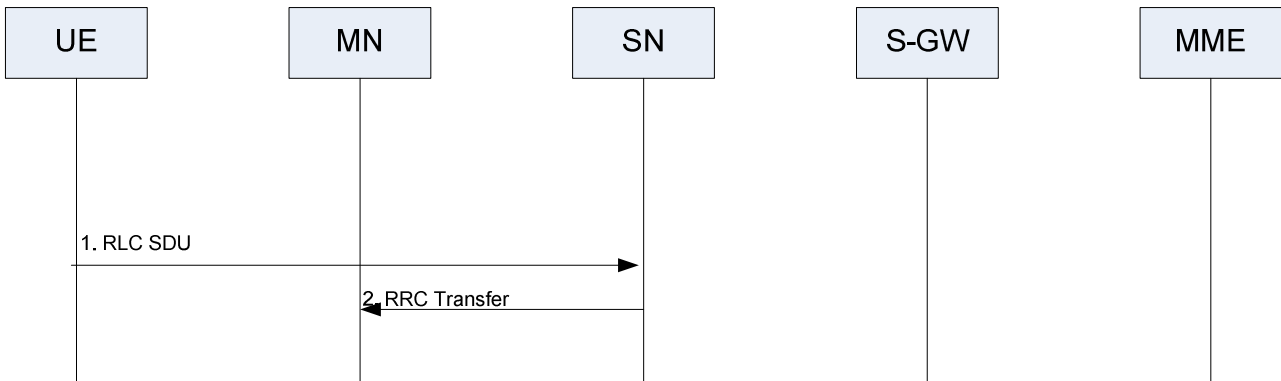 UE
MN
SN
S-GW
MME
1. RLC SDU
2. RRC Transfer